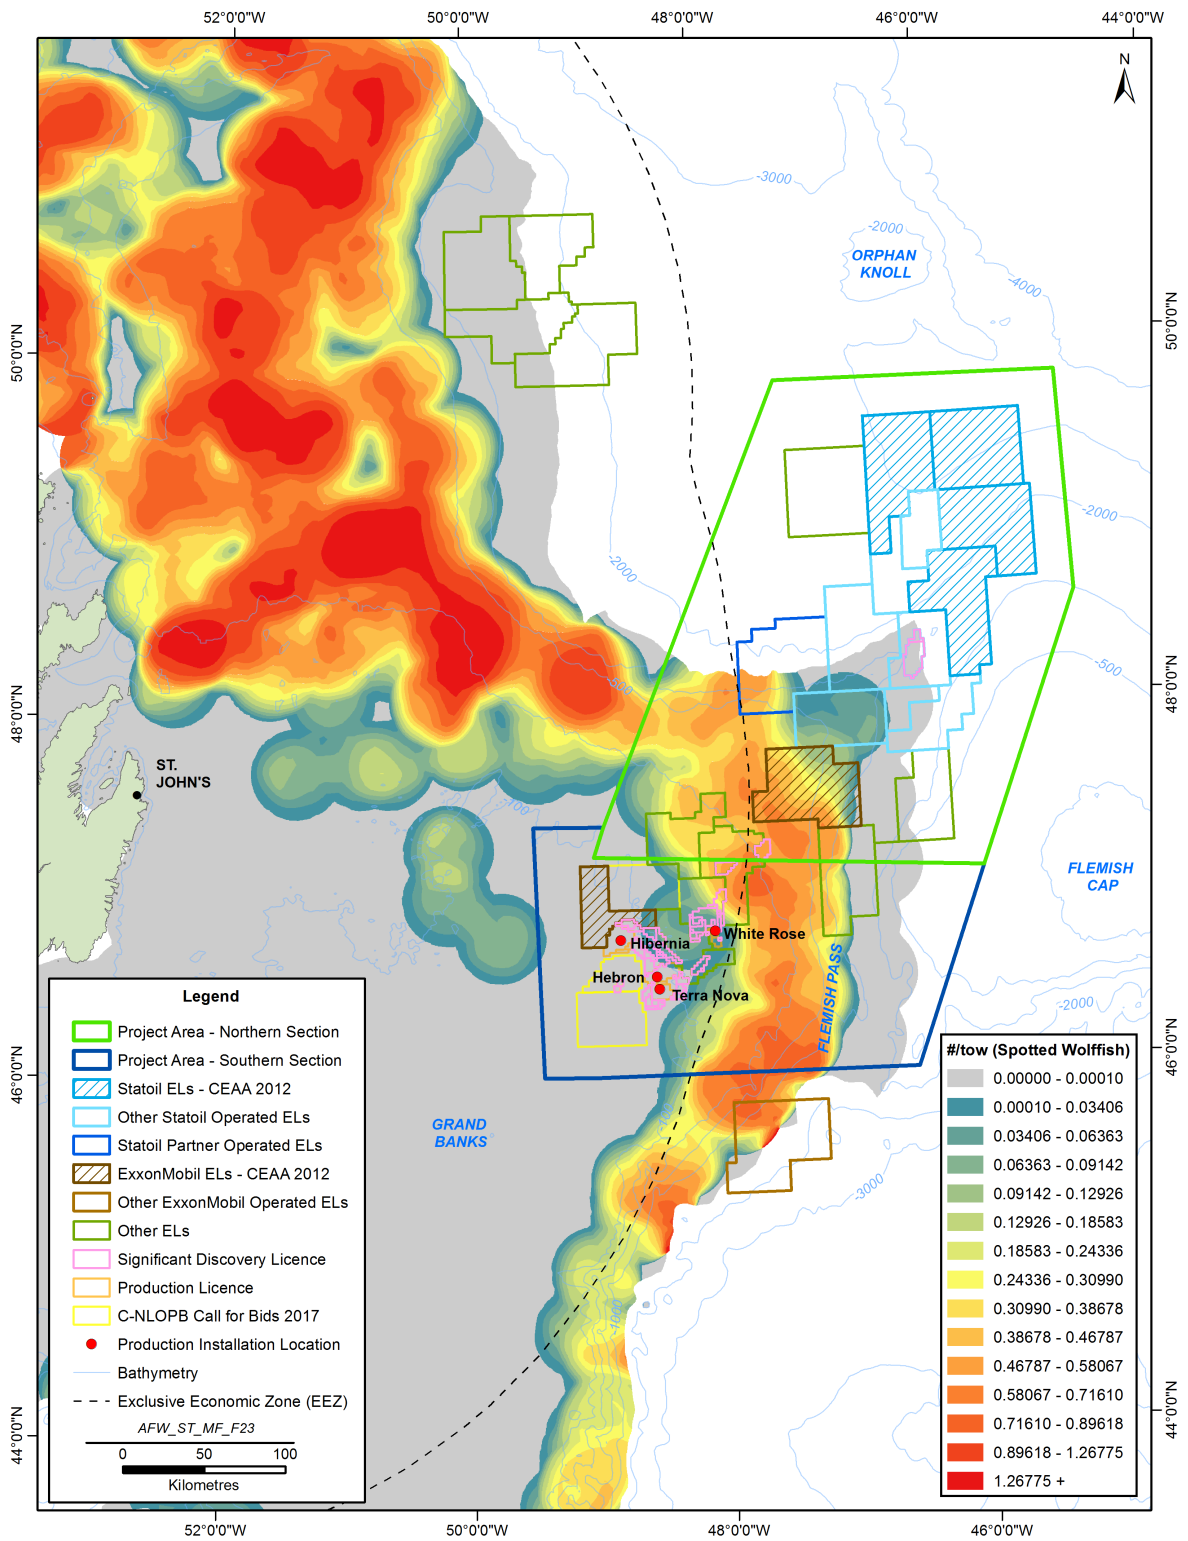 52°0'0"W
50°0'0"W
48°0'0"W
46°0'0"W
44°0'0"W
N
-3000
-2000
ORPHAN
KNOLL
-4000
50°0'0"N
50°0'0"N
-2000
-2000
-500
-500
48°0'0"N
48°0'0"N
ST.
JOHN'S
-100
FLEMISH
CAP
White Rose
Hibernia
Hebron
Terra Nova
FLEMISH PASS
-2000
46°0'0"N
46°0'0"N
-100
GRAND
BANKS
-3000
-1000
44°0'0"N
44°0'0"N
Legend
Project Area - Northern Section
Project Area - Southern Section
Statoil ELs - CEAA 2012
Other Statoil Operated ELs
Statoil Partner Operated ELs
ExxonMobil ELs - CEAA 2012
Other ExxonMobil Operated ELs
Other ELs
Significant Discovery Licence
Production Licence
C-NLOPB Call for Bids 2017
Production Installation Location
Bathymetry
Exclusive Economic Zone (EEZ)
AFW_ST_MF_F23
0 50 100
Kilometres
#/tow (Spotted Wolffish)
0.00000 - 0.00010
0.00010 - 0.03406
0.03406 - 0.06363
0.06363 - 0.09142
0.09142 - 0.12926
0.12926 - 0.18583
0.18583 - 0.24336
0.24336 - 0.30990
0.30990 - 0.38678
0.38678 - 0.46787
0.46787 - 0.58067
0.58067 - 0.71610
0.71610 - 0.89618
0.89618 - 1.26775
1.26775 +
52°0'0"W
50°0'0"W
48°0'0"W
46°0'0"W